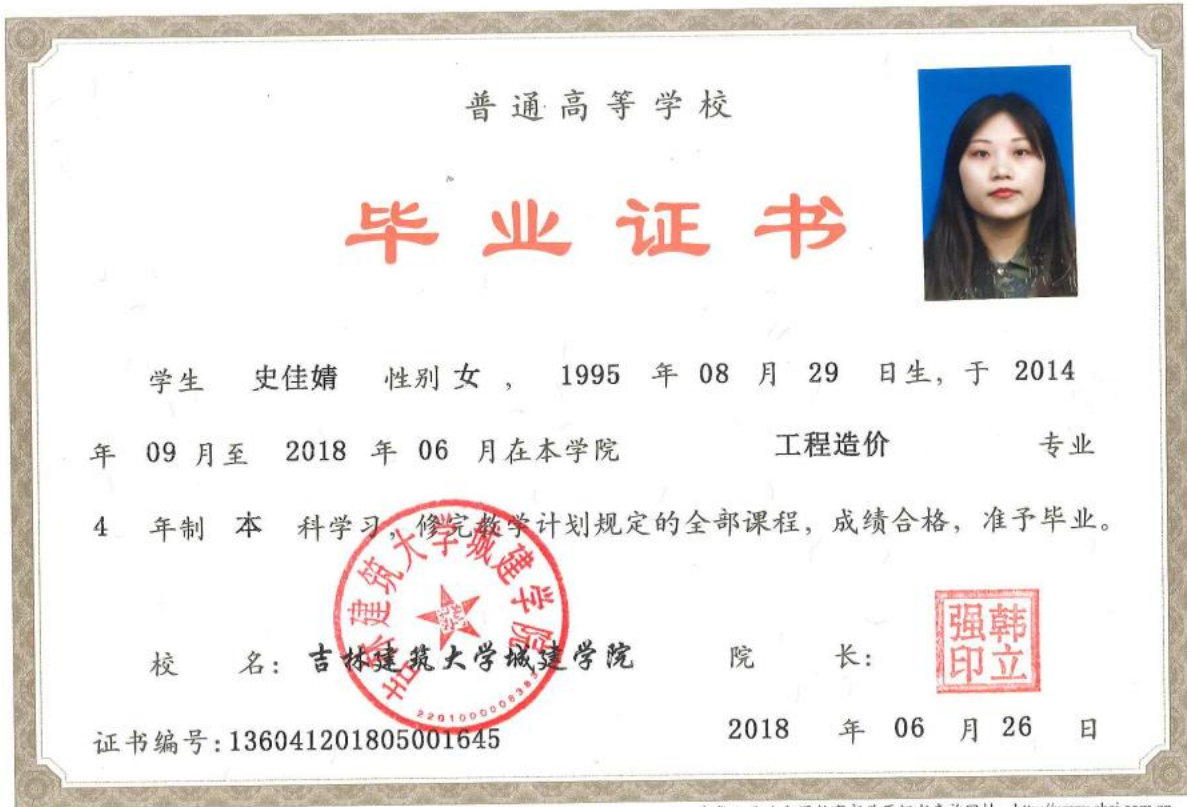 普通高等学校
毕业证书
学生 史佳婧 性别 女 , 1995 年 08 月 29 日生, 于 2014
年 09 月至 2018 年 06 月在本学院 工程造价 专业
4 年制 本 科学习, 修完教学计划规定的全部课程, 成绩合格, 准予毕业。
吉林建筑大学城建学院
2201000008383
校 名: 吉林建筑大学城建学院 院 长:
韩立强印
证书编号:136041201805001645 2018 年 06 月 26 日